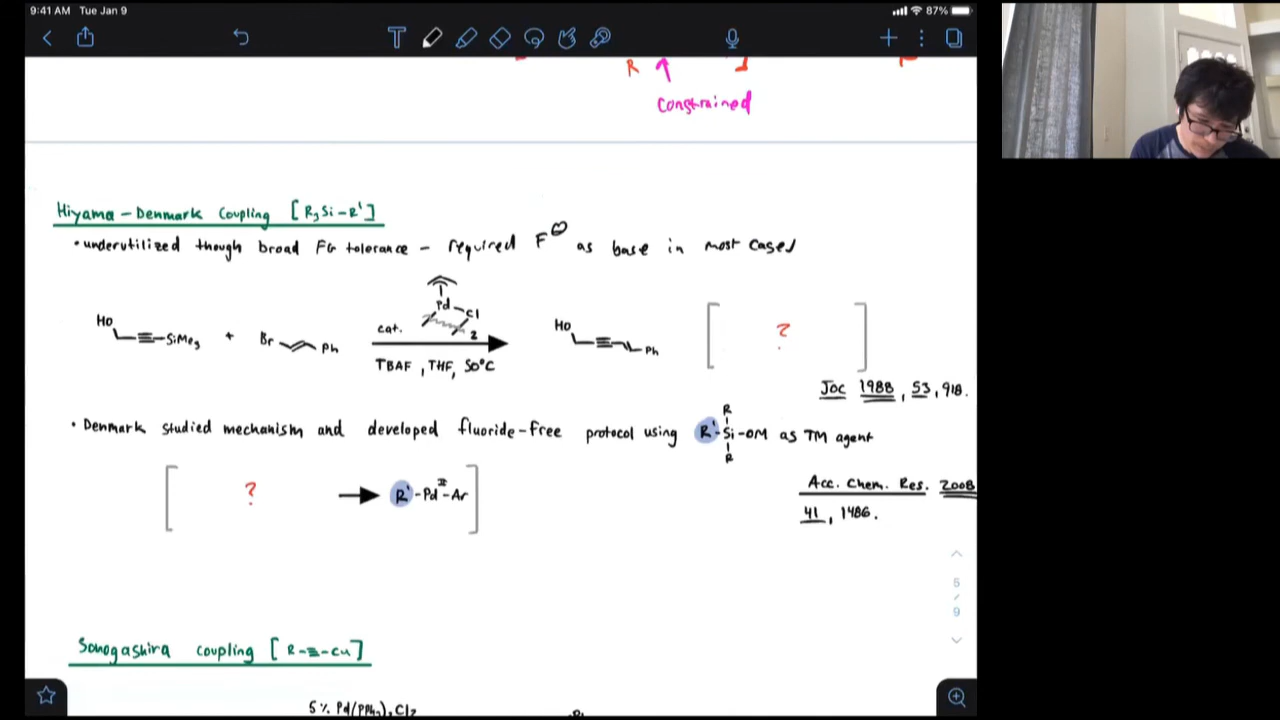 9:41 AM Tue Jan 9
87%
R
constrained
Hiyama-Denmark Coupling [R3Si-R']
• underutilized though broad FG tolerance - required F⊖ as base in most cases
HO
≡-SiMe3 + Br Ph
cat.
Pd
Cl
2
TBAF, THF, 50°C
HO
≡
Ph
[ ? ]
JOC 1988, 53, 918.
• Denmark studied mechanism and developed fluoride-free protocol using R'-Si-OM as TM agent
R
R
[ ? → R'-Pd-Ar ]
II
Acc. Chem. Res. 2008
41, 1486.
5
/
9
Sonogashira coupling [R-≡-Cu]
5% Pd(PPh3)2Cl2